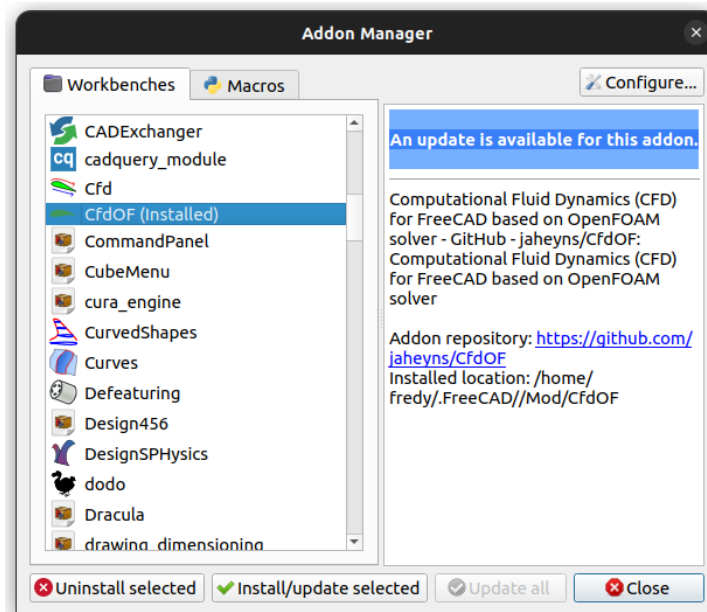 Addon Manager
Workbenches
Macros
Configure...
CADExchanger
cq cadquery_module
Cfd
CfdOF (Installed)
CommandPanel
CubeMenu
cura_engine
CurvedShapes
Curves
Defeaturing
Design456
DesignSPHysics
dodo
Dracula
drawing_dimensioning
An update is available for this addon.
Computational Fluid Dynamics (CFD)
for FreeCAD based on OpenFOAM
solver - GitHub - jaheyns/CfdOF:
Computational Fluid Dynamics (CFD)
for FreeCAD based on OpenFOAM
solver
Addon repository: https://github.com/
jaheyns/CfdOF
Installed location: /home/
fredy/.FreeCAD//Mod/CfdOF
Uninstall selected
Install/update selected
Update all
Close